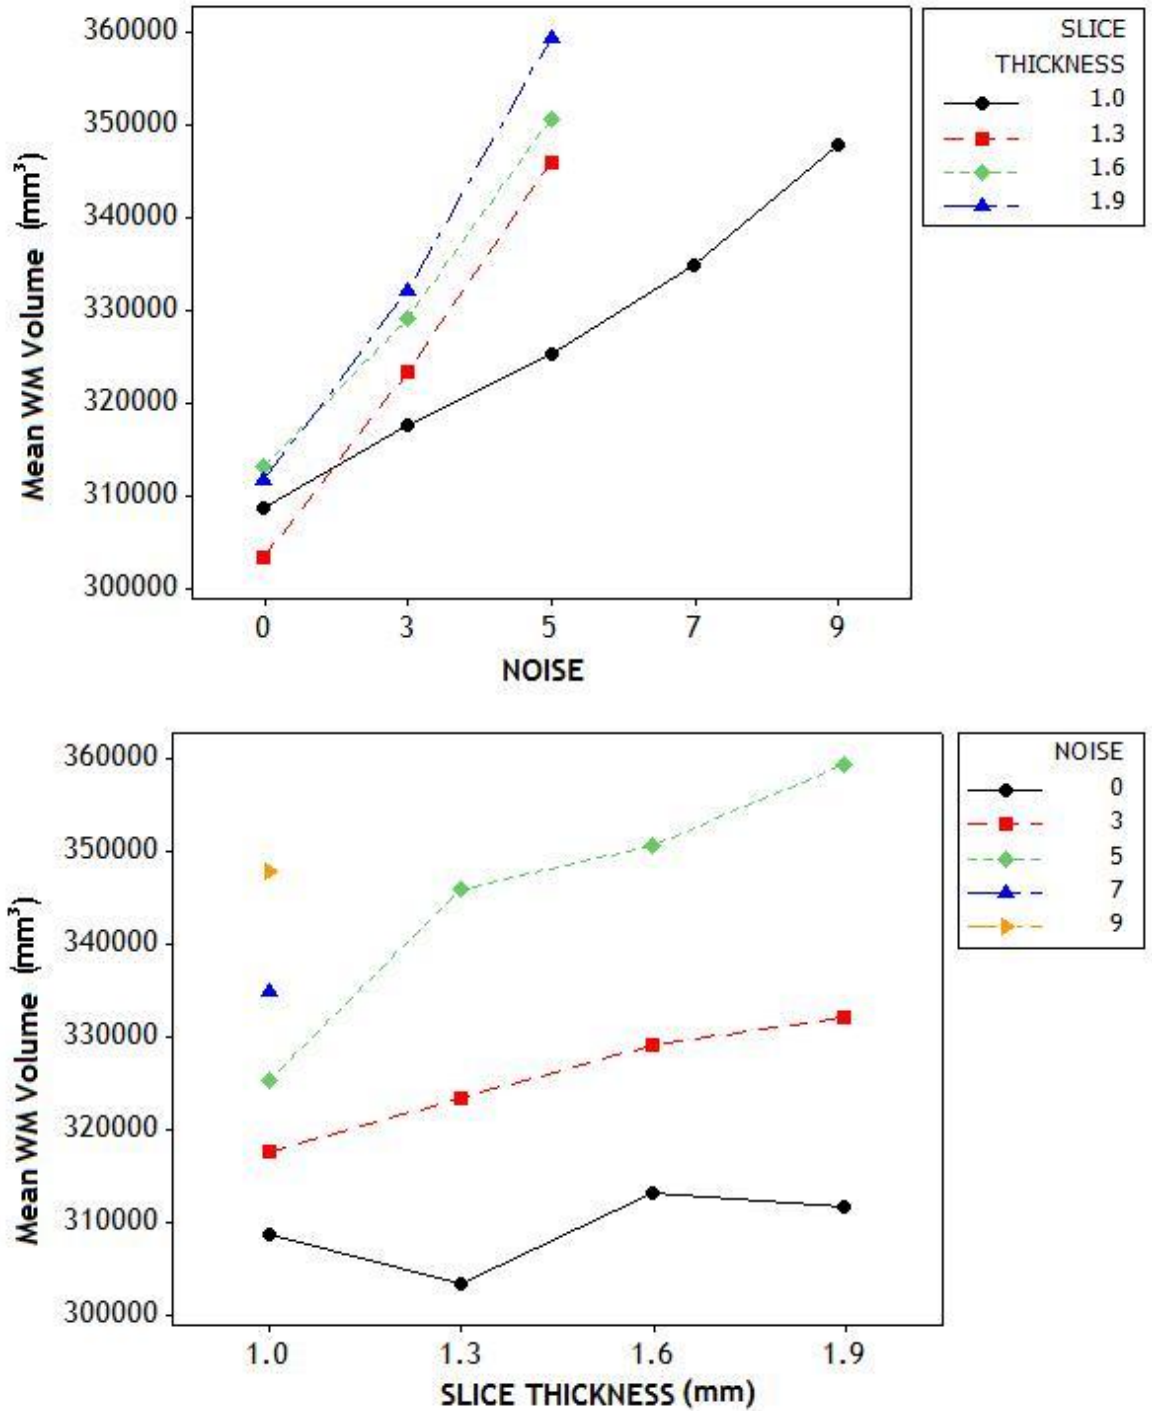 360000
350000
340000
330000
320000
310000
300000
Mean WM Volume (mm³)
0 3 5 7 9
NOISE
SLICE
THICKNESS
1.0
1.3
1.6
1.9
360000
350000
340000
330000
320000
310000
300000
Mean WM Volume (mm³)
1.0 1.3 1.6 1.9
SLICE THICKNESS (mm)
NOISE
0
3
5
7
9